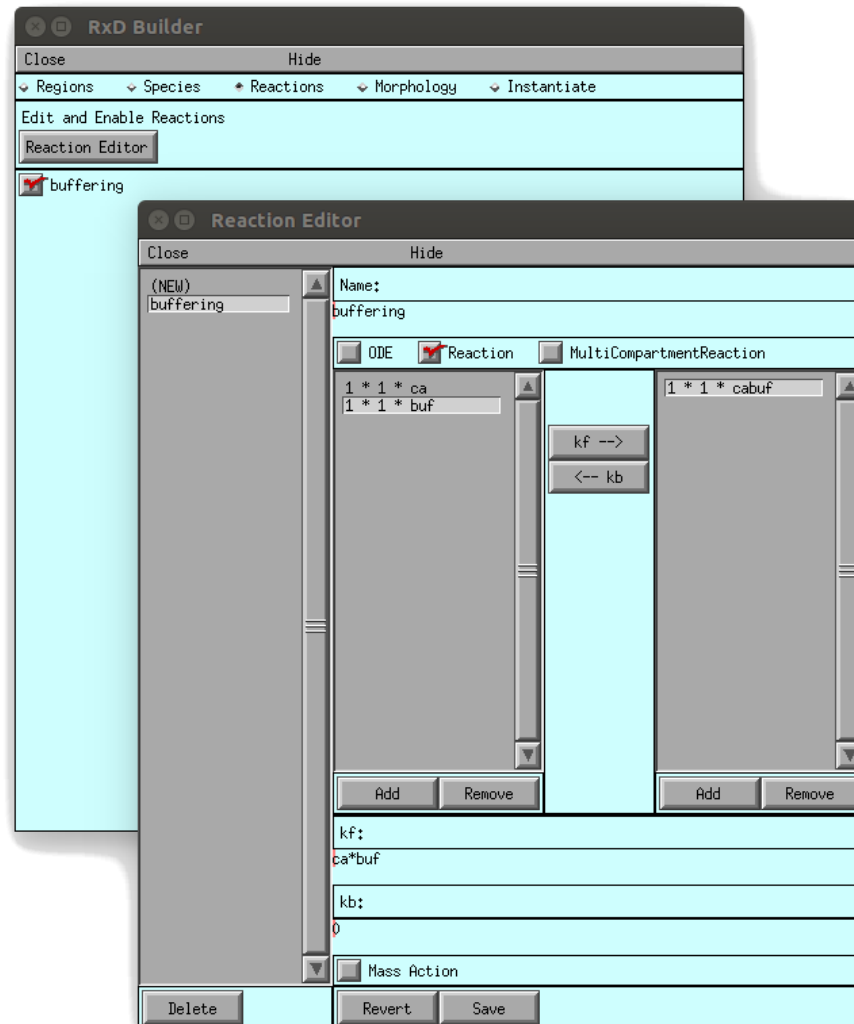 RxD Builder
Close Hide
Regions Species Reactions Morphology Instantiate
Edit and Enable Reactions
Reaction Editor
buffering
Reaction Editor
Close Hide
(NEW)
buffering
Name:
buffering
ODE Reaction MultiCompartmentReaction
1 * 1 * ca
1 * 1 * buf
kf -->
<-- kb
1 * 1 * cabuf
Add Remove
Add Remove
kf:
ca*buf
kb:
0
Mass Action
Delete Revert Save